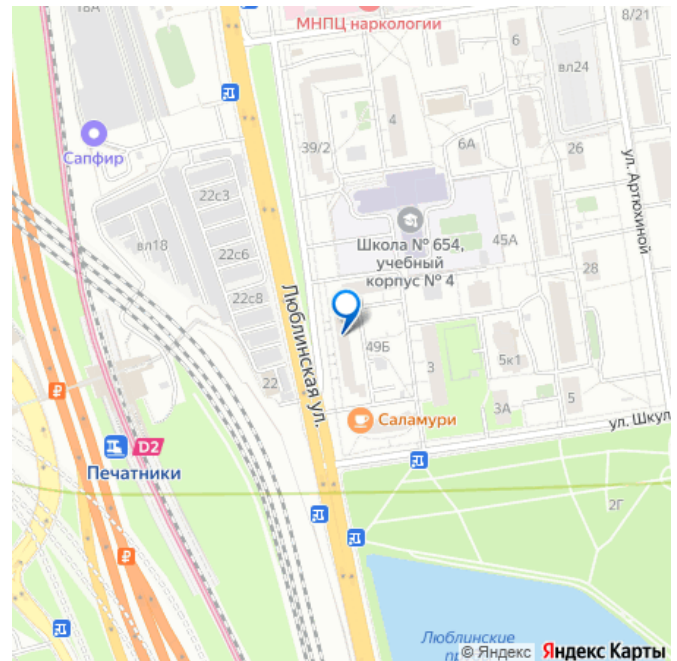 18А
МНПЦ наркологии
8/21
6
вл24
4
Сапфир
39/2
6А
26
ул. Артюхиной
22с3
Школа № 654,
учебный
корпус № 4
45А
вл18
22с6
28
22с8
Люблинская ул.
49Б
3
5к1
22
3А
5
Саламури
ул. Шкул
D2
Печатники
2Г
Люблинские
© Яндекс Яндекс Карты